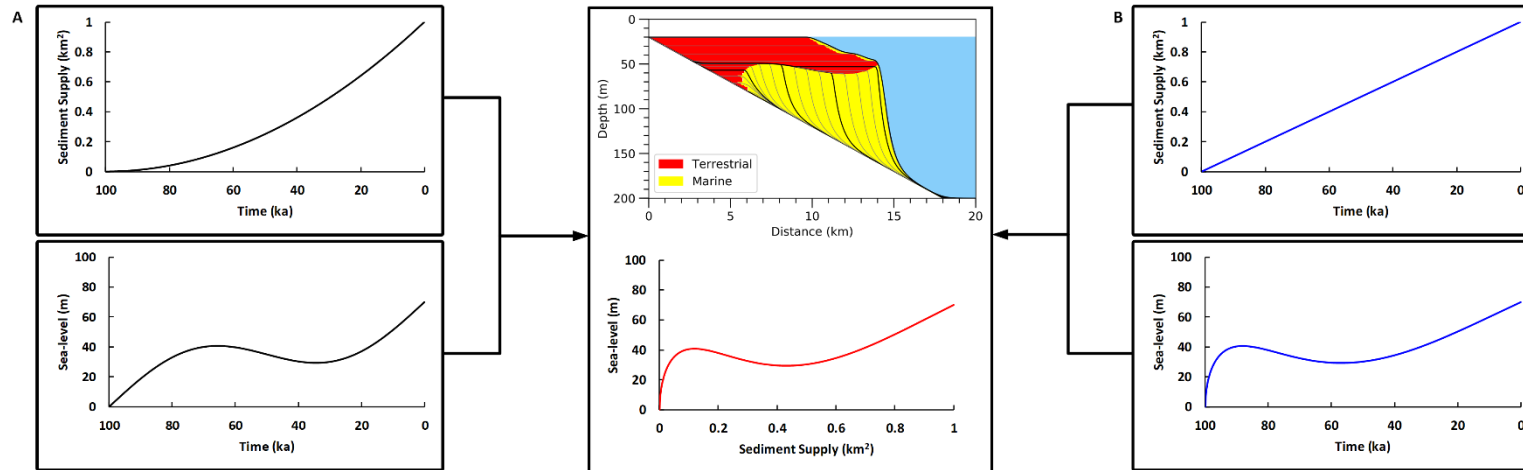 A
Sediment Supply (km²)
1
0.8
0.6
0.4
0.2
0
100 80 60 40 20 0
Time (ka)
Sea-level (m)
100
80
60
40
20
0
100 80 60 40 20 0
Time (ka)
Depth (m)
0
50
100
150
200
Terrestrial
Marine
0 5 10 15 20
Distance (km)
Sea-level (m)
100
80
60
40
20
0
0 0.2 0.4 0.6 0.8 1
Sediment Supply (km²)
B
Sediment Supply (km²)
1
0.8
0.6
0.4
0.2
0
100 80 60 40 20 0
Time (ka)
Sea-level (m)
100
80
60
40
20
0
100 80 60 40 20 0
Time (ka)